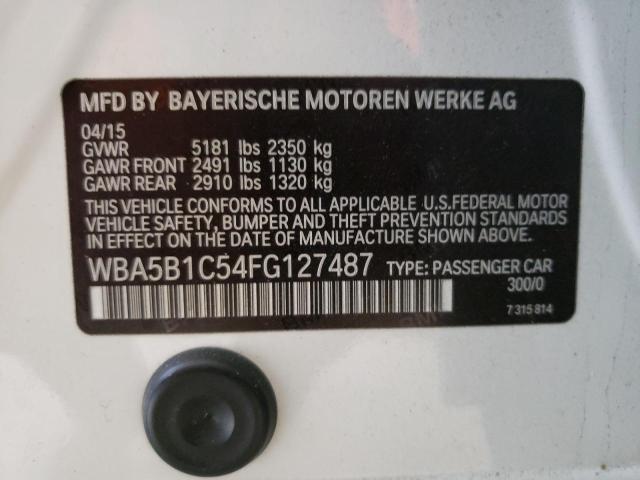 MFD BY BAYERISCHE MOTOREN WERKE AG
04/15
GVWR 5181 lbs 2350 kg
GAWR FRONT 2491 lbs 1130 kg
GAWR REAR 2910 lbs 1320 kg
THIS VEHICLE CONFORMS TO ALL APPLICABLE U.S.FEDERAL MOTOR
VEHICLE SAFETY, BUMPER AND THEFT PREVENTION STANDARDS
IN EFFECT ON THE DATE OF MANUFACTURE SHOWN ABOVE.
WBA5B1C54FG127487 TYPE: PASSENGER CAR
300/0
7 315 814